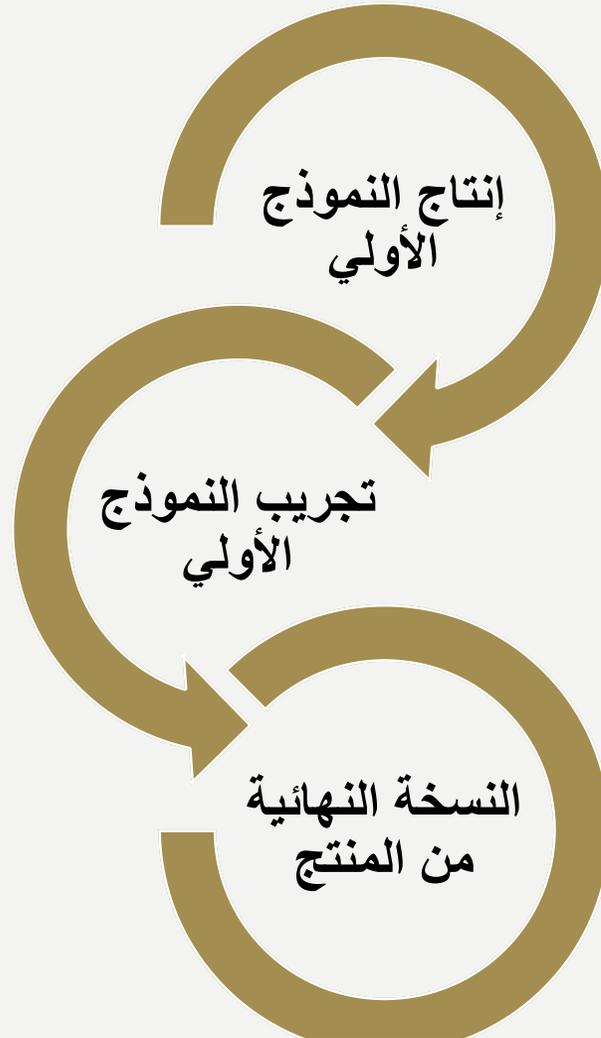 إنتاج النموذج
الأولي
تجريب النموذج
الأولي
النسخة النهائية
من المنتج